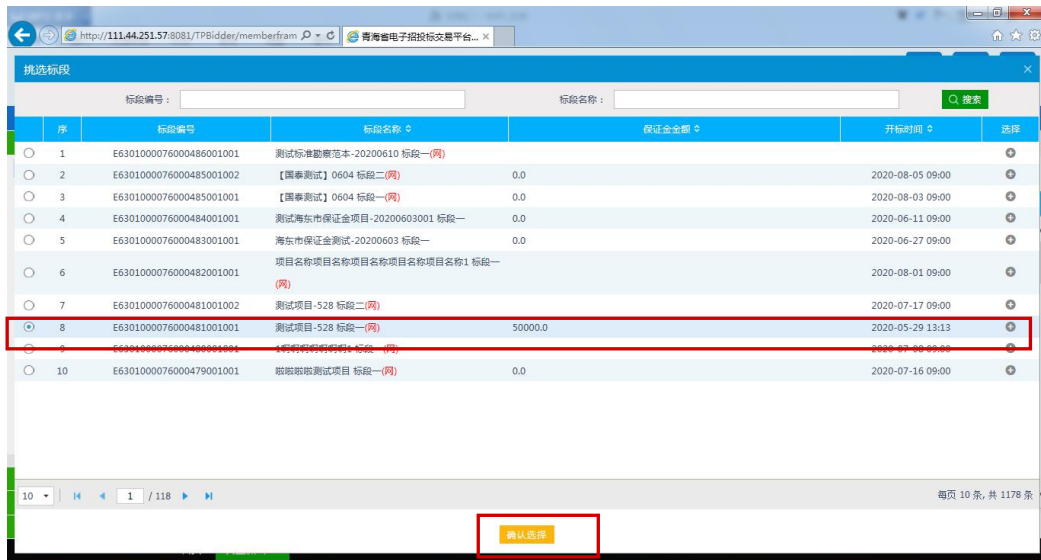 http://111.44.251.57:8081/TPBidder/memberfram
青海省电子招投标交易平台...
挑选标段
标段编号：
标段名称：
搜索
序 标段编号 标段名称 保证金金额 开标时间 选择
1 E6301000076000486001001 测试标准勘察范本-20200610 标段一(网)
2 E6301000076000485001002 【国泰测试】0604 标段二(网) 0.0 2020-08-05 09:00
3 E6301000076000485001001 【国泰测试】0604 标段一(网) 0.0 2020-08-03 09:00
4 E6301000076000484001001 测试海东市保证金项目-20200603001 标段一 0.0 2020-06-11 09:00
5 E6301000076000483001001 海东市保证金测试-20200603 标段一 0.0 2020-06-27 09:00
6 E6301000076000482001001 项目名称项目名称项目名称项目名称项目名称1 标段一 2020-08-01 09:00
(网)
7 E6301000076000481001002 测试项目-528 标段二(网) 2020-07-17 09:00
8 E6301000076000481001001 测试项目-528 标段一(网) 50000.0 2020-05-29 13:13
9 E6301000076000480001001 2020-07-08 09:00
10 E6301000076000479001001 啦啦啦啦测试项目 标段一(网) 0.0 2020-07-16 09:00
10 1 / 118 每页 10 条, 共 1178 条
确认选择